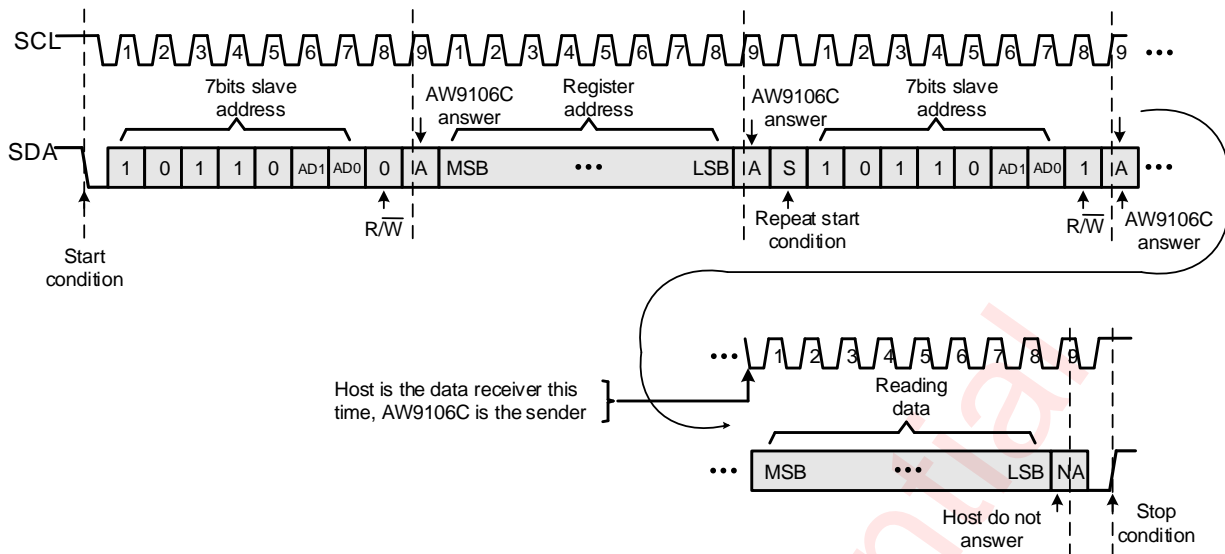 SCL 1 2 3 4 5 6 7 8 9 1 2 3 4 5 6 7 8 9 1 2 3 4 5 6 7 8 9 •••
7bits slave
address
AW9106C
answer
Register
address
AW9106C
answer
7bits slave
address
SDA 1 0 1 1 0 AD1 AD0 0 A MSB ••• LSB A S 1 0 1 1 0 AD1 AD0 1 A •••
Start
condition
R/W̅
Repeat start
condition
R/W̅
AW9106C
answer
••• 1 2 3 4 5 6 7 8 9
Host is the data receiver this
time, AW9106C is the sender
Reading
data
••• MSB ••• LSB NA
Host do not
answer
Stop
condition